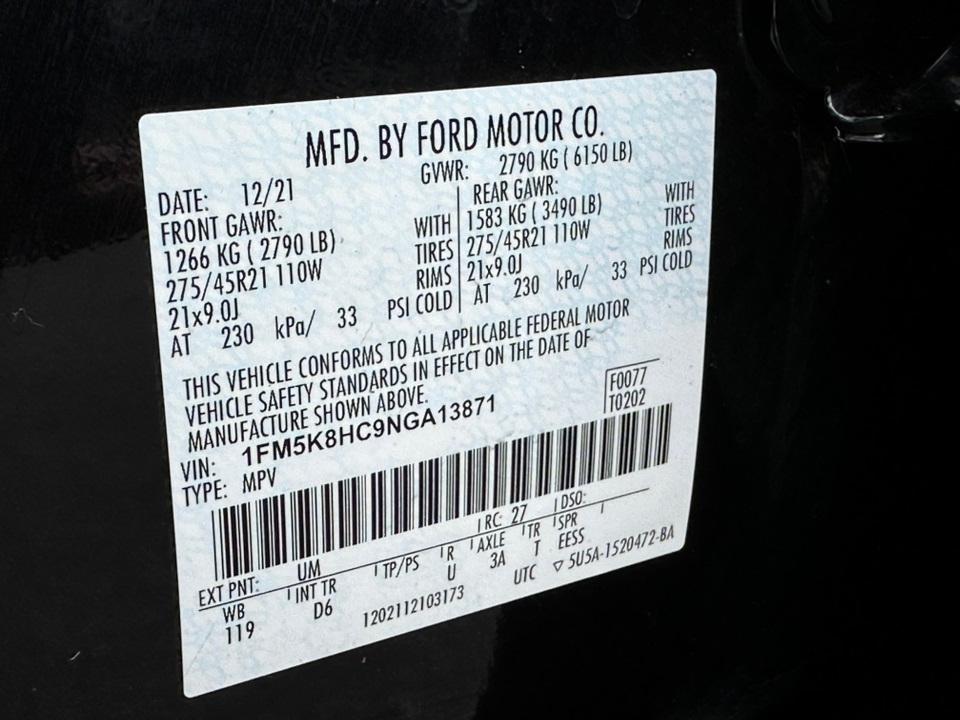 MFD. BY FORD MOTOR CO.
DATE: 12/21 GVWR: 2790 KG ( 6150 LB)
FRONT GAWR:
1266 KG ( 2790 LB) WITH
275/45R21 110W TIRES
21x9.0J RIMS
AT 230 kPa/ 33 PSI COLD
REAR GAWR:
1583 KG ( 3490 LB) WITH
275/45R21 110W TIRES
21x9.0J RIMS
AT 230 kPa/ 33 PSI COLD
THIS VEHICLE CONFORMS TO ALL APPLICABLE FEDERAL MOTOR
VEHICLE SAFETY STANDARDS IN EFFECT ON THE DATE OF
MANUFACTURE SHOWN ABOVE.
F0077
T0202
VIN: 1FM5K8HC9NGA13871
TYPE: MPV
EXT PNT: UM RC: 27 DSO:
WB INT TR TP/PS R AXLE TR SPR
119 D6 U 3A T EESS
1202112103173 UTC ▽ 5U5A-1520472-BA